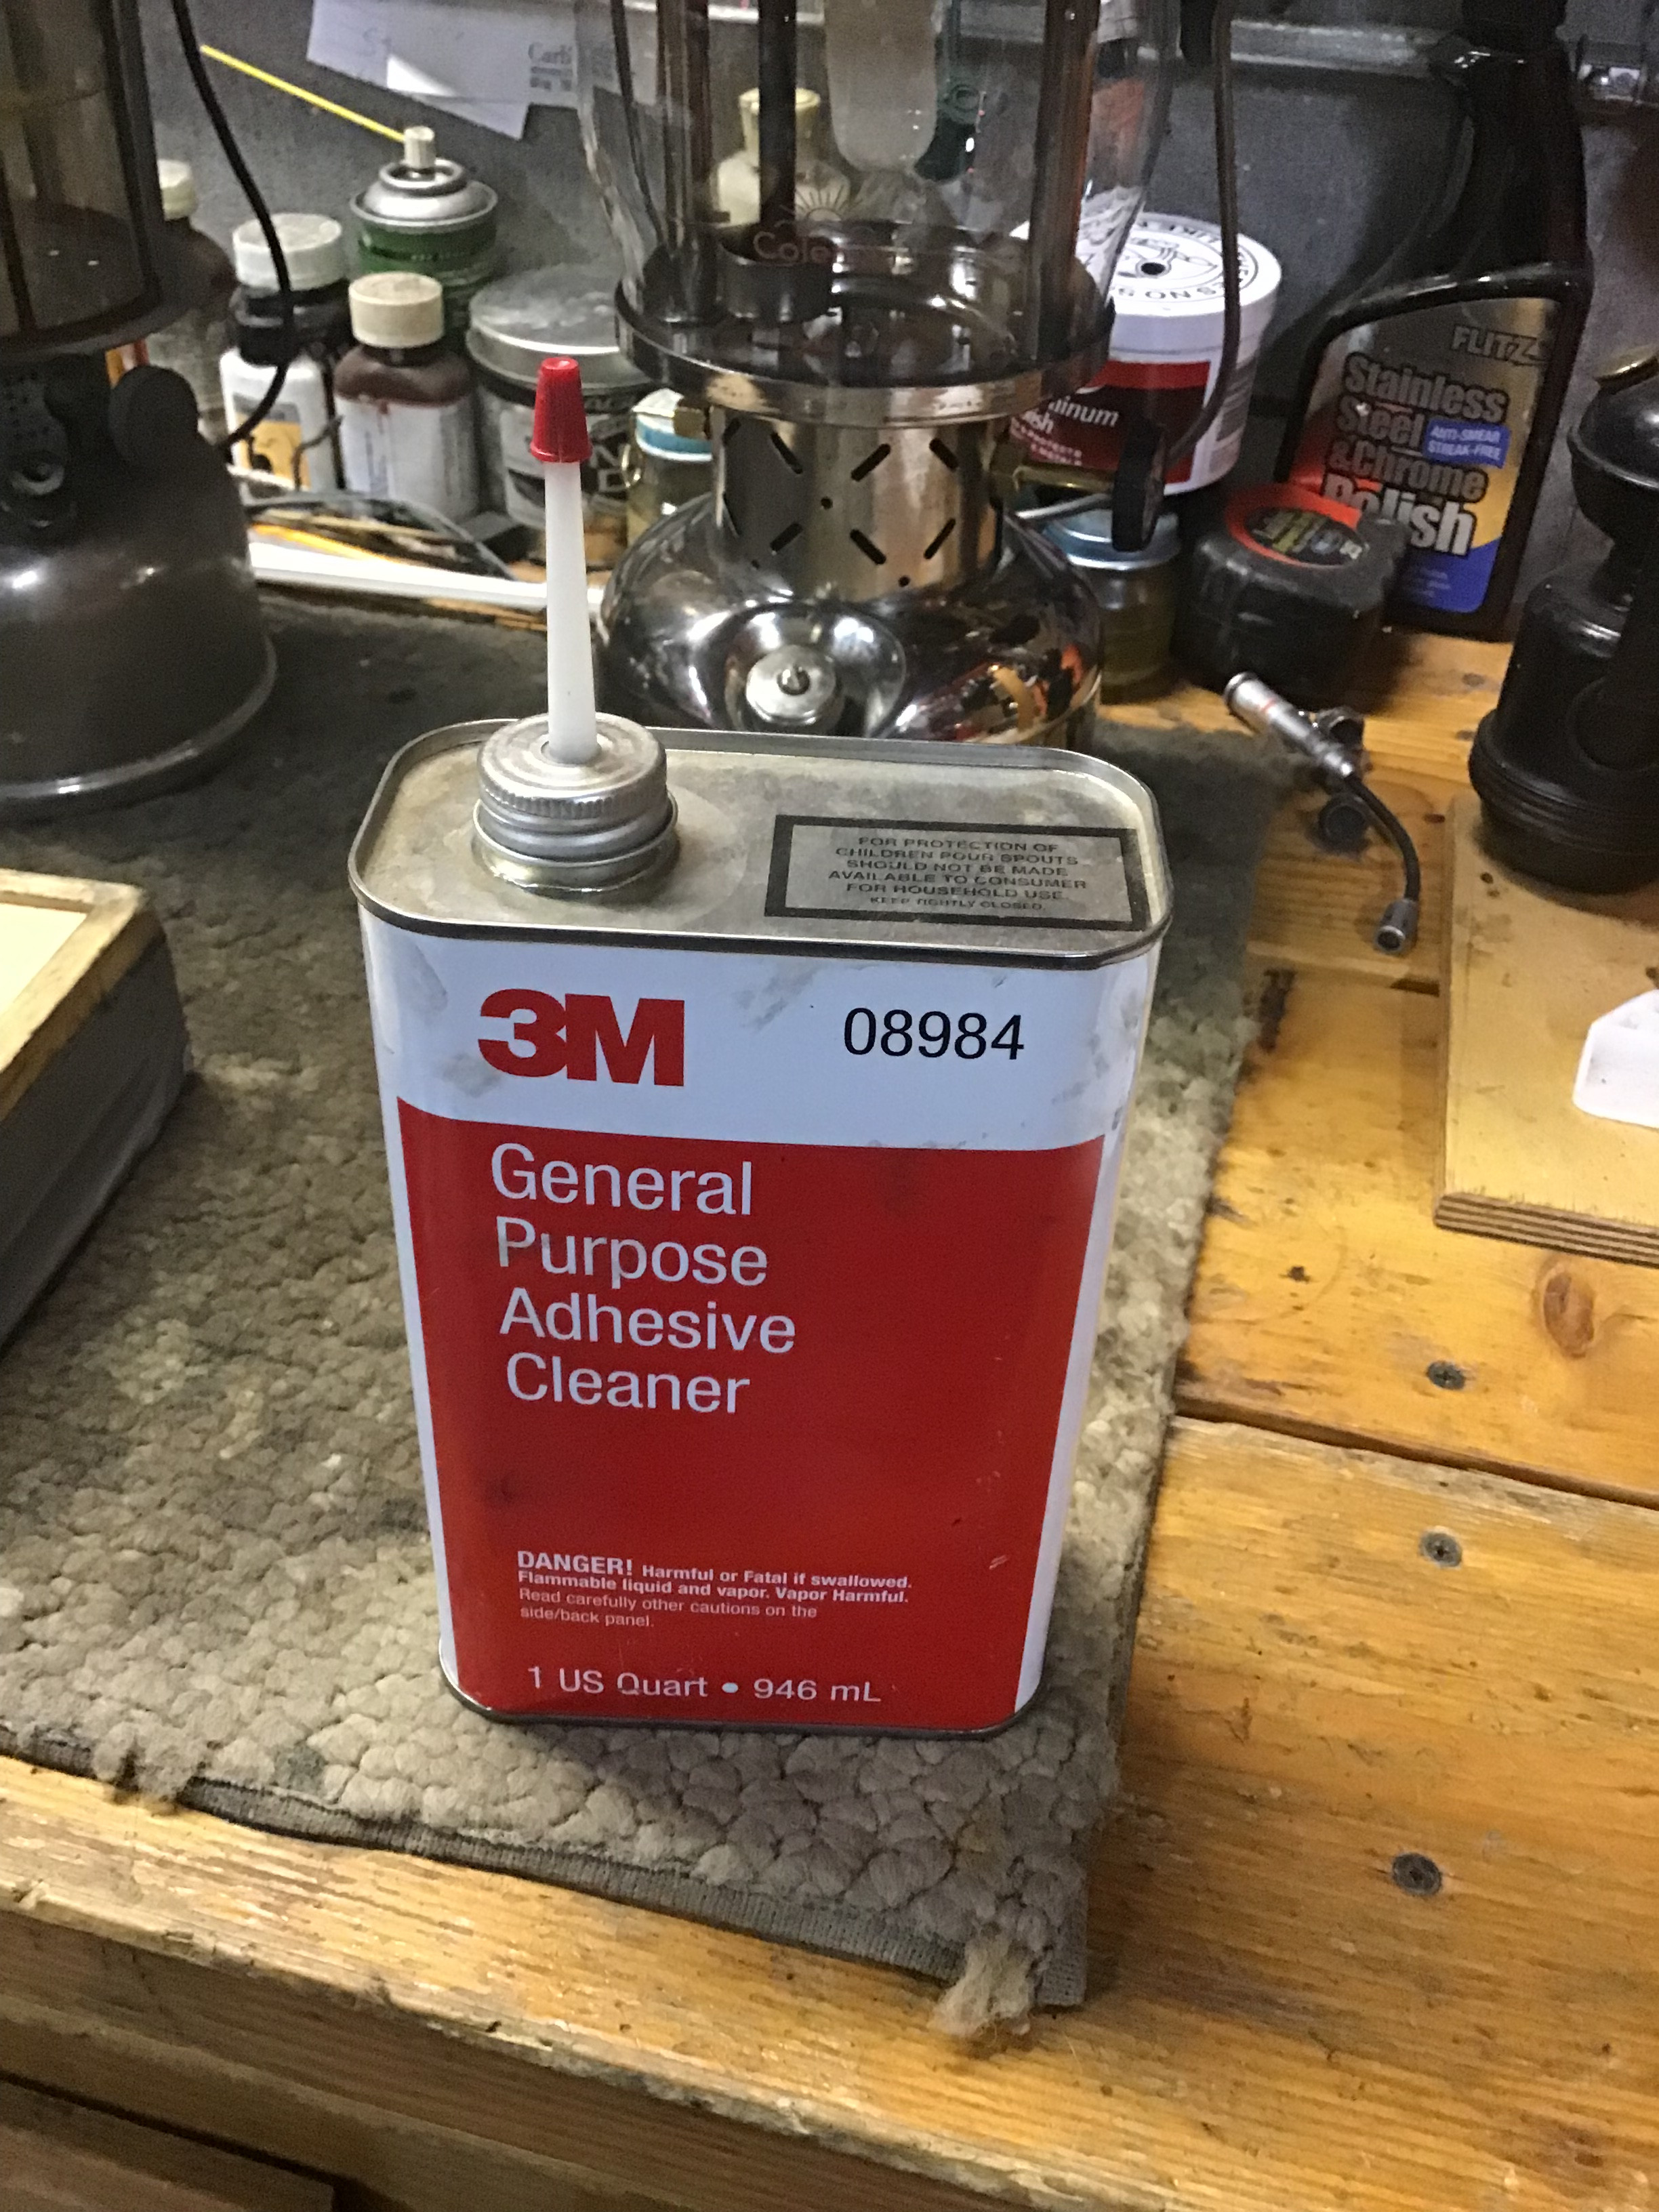 FLITZ
Stainless
Steel
& Chrome
Polish
ANTI-SMEAR
STREAK-FREE
FOR PROTECTION OF
CHILDREN POUR SPOUTS
SHOULD NOT BE MADE
AVAILABLE TO CONSUMER
FOR HOUSEHOLD USE.
KEEP TIGHTLY CLOSED.
3M
08984
General
Purpose
Adhesive
Cleaner
DANGER! Harmful or Fatal if swallowed.
Flammable liquid and vapor. Vapor Harmful.
Read carefully other cautions on the
side/back panel.
1 US Quart • 946 mL